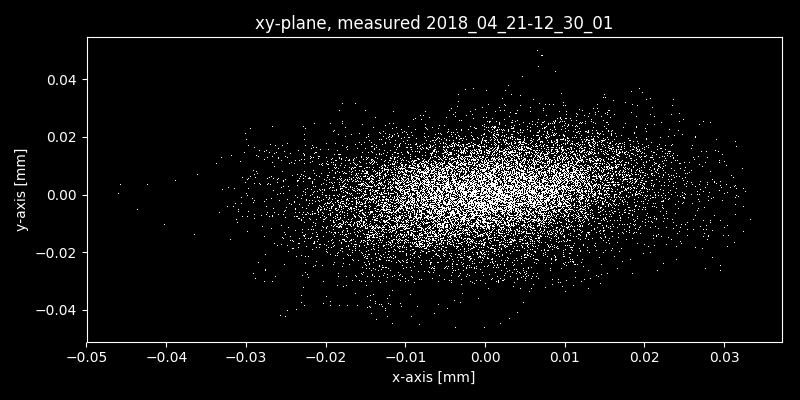 xy-plane, measured 2018_04_21-12_30_01
0.04
0.02
0.00
−0.02
−0.04
y-axis [mm]
−0.05 −0.04 −0.03 −0.02 −0.01 0.00 0.01 0.02 0.03
x-axis [mm]